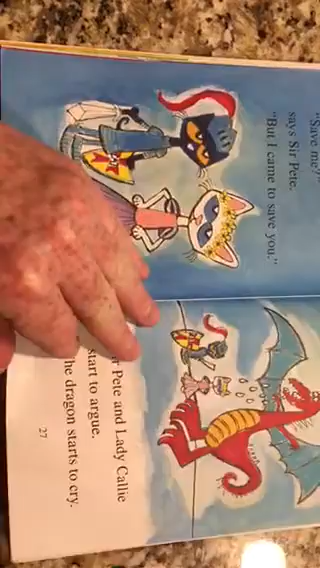 "Save me?"
says Sir Pete.
"But I came to save you."
Pete and Lady Callie
start to argue.
he dragon starts to cry.
27